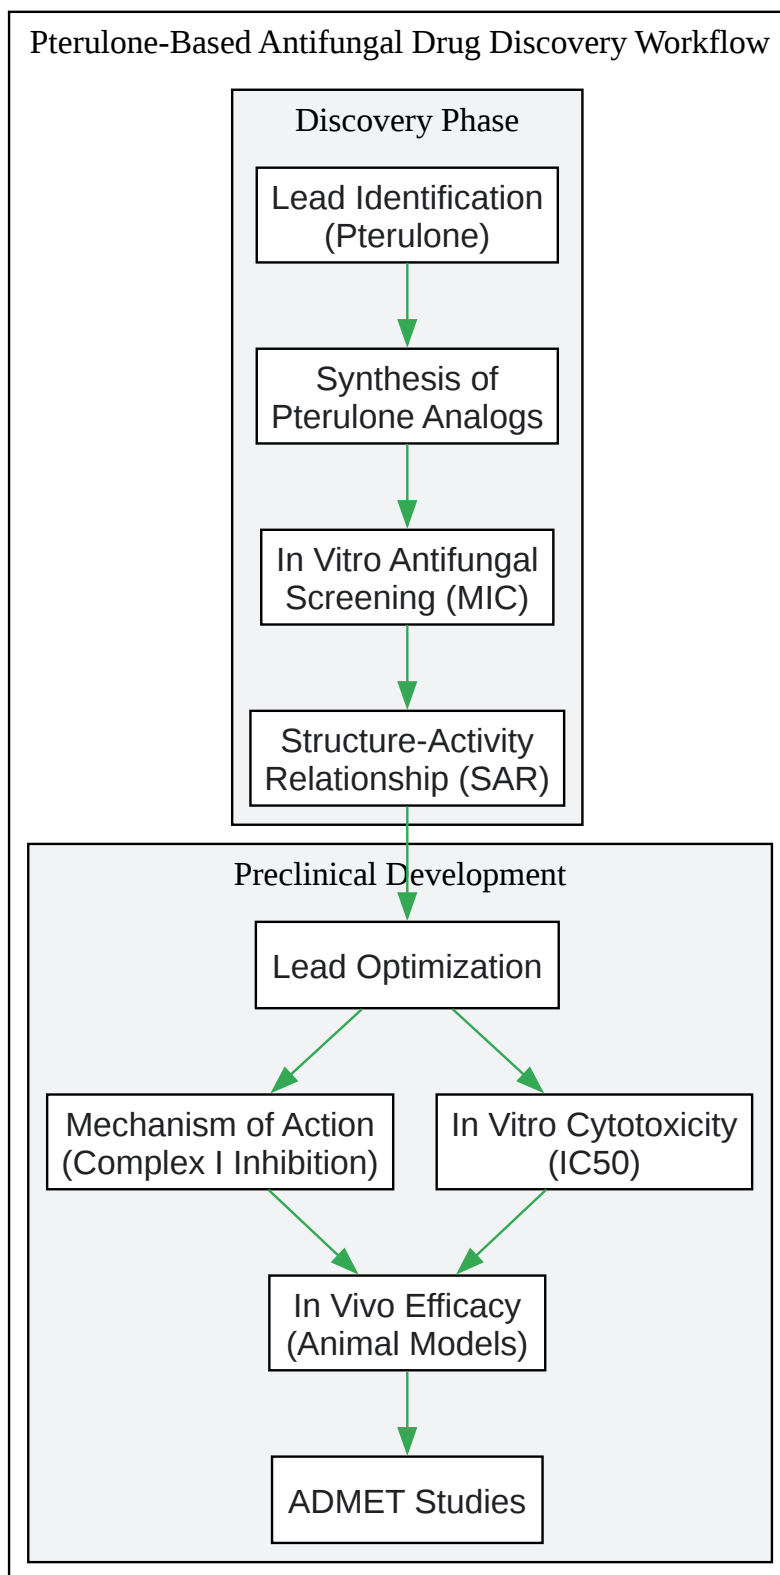 Pterulone-Based Antifungal Drug Discovery Workflow
Discovery Phase
Lead Identification
(Pterulone)
Synthesis of
Pterulone Analogs
In Vitro Antifungal
Screening (MIC)
Structure-Activity
Relationship (SAR)
Preclinical Development
Lead Optimization
Mechanism of Action
(Complex I Inhibition)
In Vitro Cytotoxicity
(IC50)
In Vivo Efficacy
(Animal Models)
ADMET Studies